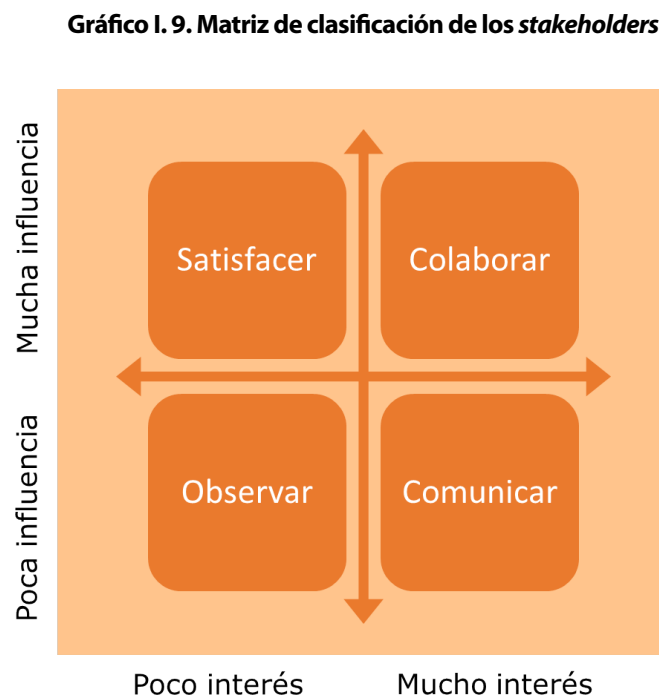 Gráfico I. 9. Matriz de clasificación de los stakeholders
Mucha influencia
Satisfacer
Colaborar
Poca influencia
Observar
Comunicar
Poco interés
Mucho interés